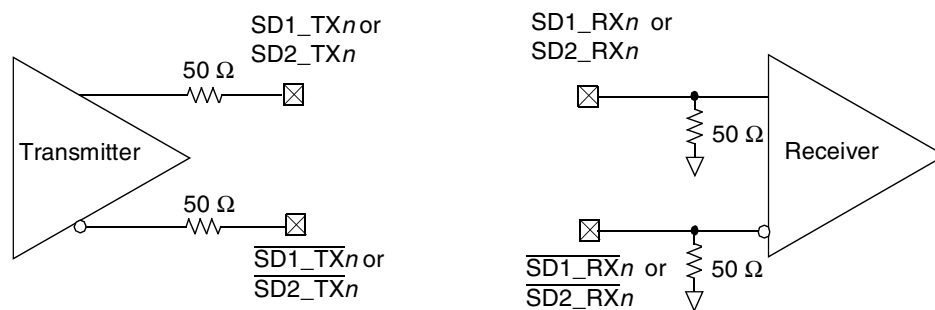 SD1_TXn or
SD2_TXn
50 Ω
Transmitter
50 Ω
SD1_TXn or
SD2_TXn
SD1_RXn or
SD2_RXn
50 Ω
Receiver
SD1_RXn or
SD2_RXn
50 Ω